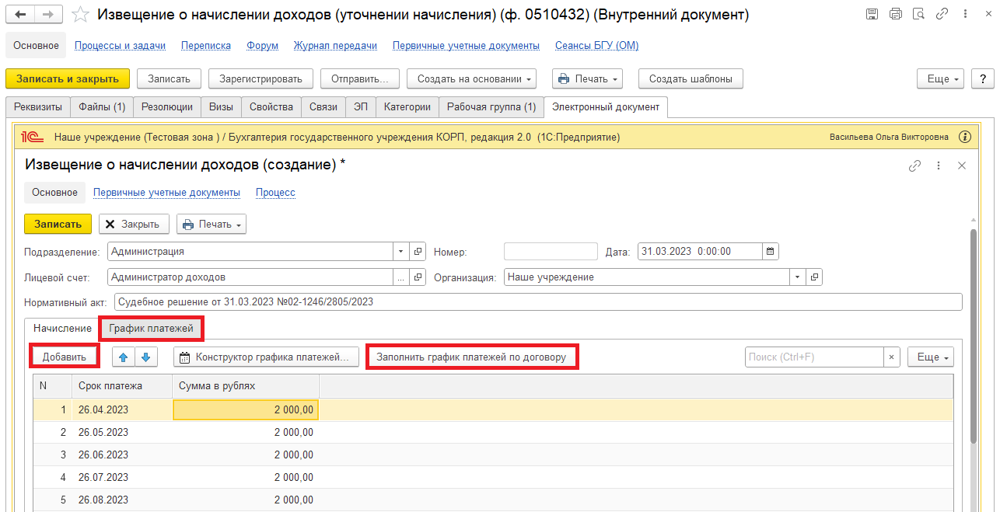 Извещение о начислении доходов (уточнении начисления) (ф. 0510432) (Внутренний документ)
Основное Процессы и задачи Переписка Форум Журнал передачи Первичные учетные документы Сеансы БГУ (ОМ)
Записать и закрыть Записать Зарегистрировать Отправить... Создать на основании Печать Создать шаблоны Еще ?
Реквизиты Файлы (1) Резолюции Визы Свойства Связи ЭП Категории Рабочая группа (1) Электронный документ
1С Наше учреждение (Тестовая зона ) / Бухгалтерия государственного учреждения КОРП, редакция 2.0 (1С:Предприятие) Васильева Ольга Викторовна
Извещение о начислении доходов (создание) *
Основное Первичные учетные документы Процесс
Записать Закрыть Печать
Подразделение: Администрация Номер: Дата: 31.03.2023 0:00:00
Лицевой счет: Администратор доходов ... Организация: Наше учреждение
Нормативный акт: Судебное решение от 31.03.2023 №02-1246/2805/2023
Начисление График платежей
Добавить Конструктор графика платежей... Заполнить график платежей по договору Поиск (Ctrl+F) × Еще
N Срок платежа Сумма в рублях
1 26.04.2023 2 000,00
2 26.05.2023 2 000,00
3 26.06.2023 2 000,00
4 26.07.2023 2 000,00
5 26.08.2023 2 000,00